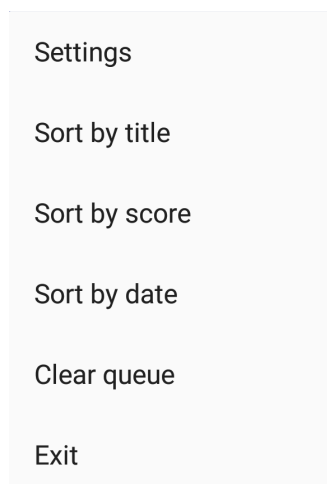 Settings
Sort by title
Sort by score
Sort by date
Clear queue
Exit